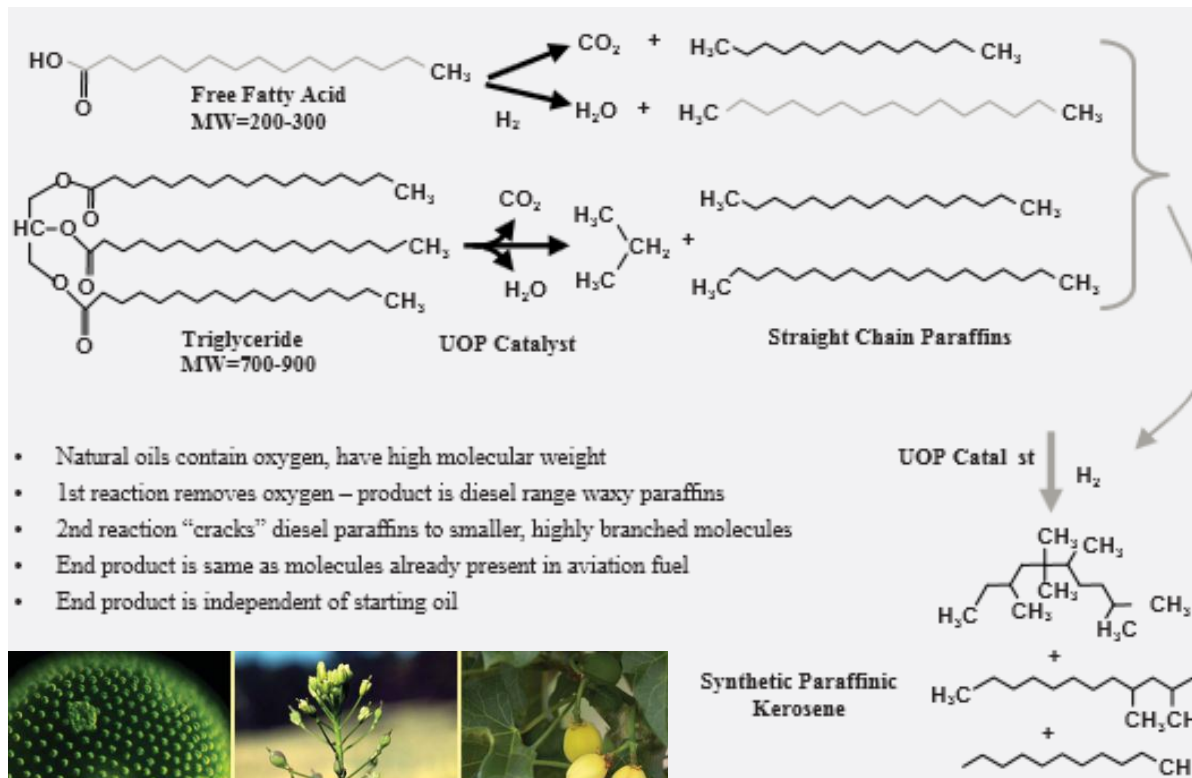 HO
O
CH₃
Free Fatty Acid
MW=200-300
H₂
CO₂ +
H₃C CH₃
H₂O +
H₃C CH₃
O
O
CH₃
HC–O
O
CH₃
O
O
CH₃
Triglyceride
MW=700-900
CO₂
H₂O
UOP Catalyst
H₃C
CH₂
H₃C
+
H₃C CH₃
H₃C CH₃
Straight Chain Paraffins
• Natural oils contain oxygen, have high molecular weight
• 1st reaction removes oxygen – product is diesel range waxy paraffins
• 2nd reaction “cracks” diesel paraffins to smaller, highly branched molecules
• End product is same as molecules already present in aviation fuel
• End product is independent of starting oil
UOP Catal st
H₂
CH₃
CH₃
CH₃
CH₃
H₃C
H₃C
CH₃
+
Synthetic Paraffinic
Kerosene
H₃C
CH₃CH
+
CH